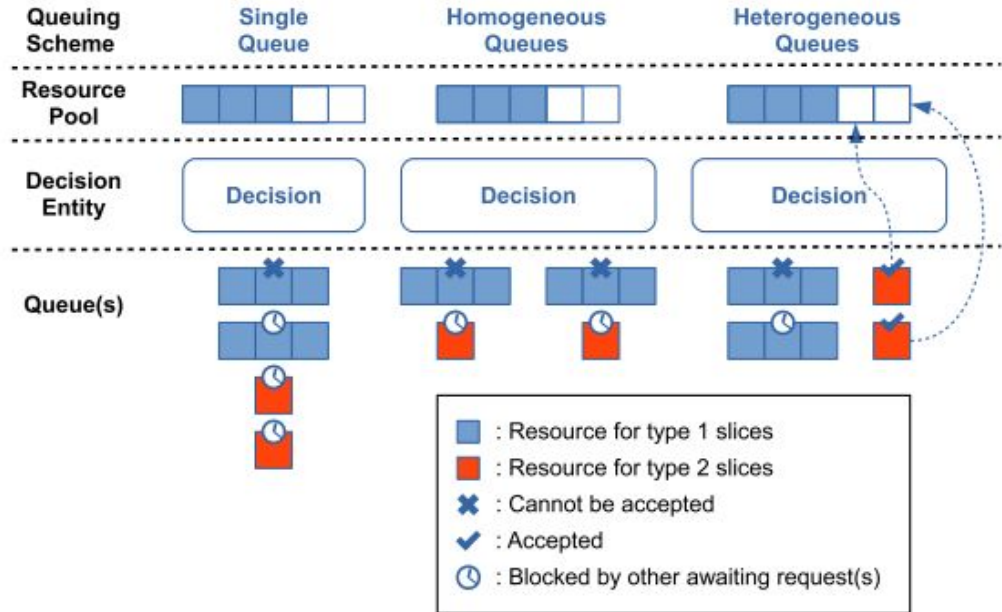 Queuing
Scheme
Single
Queue
Homogeneous
Queues
Heterogeneous
Queues
Resource
Pool
Decision
Entity
Decision
Decision
Decision
Queue(s)
: Resource for type 1 slices
: Resource for type 2 slices
: Cannot be accepted
: Accepted
: Blocked by other awaiting request(s)